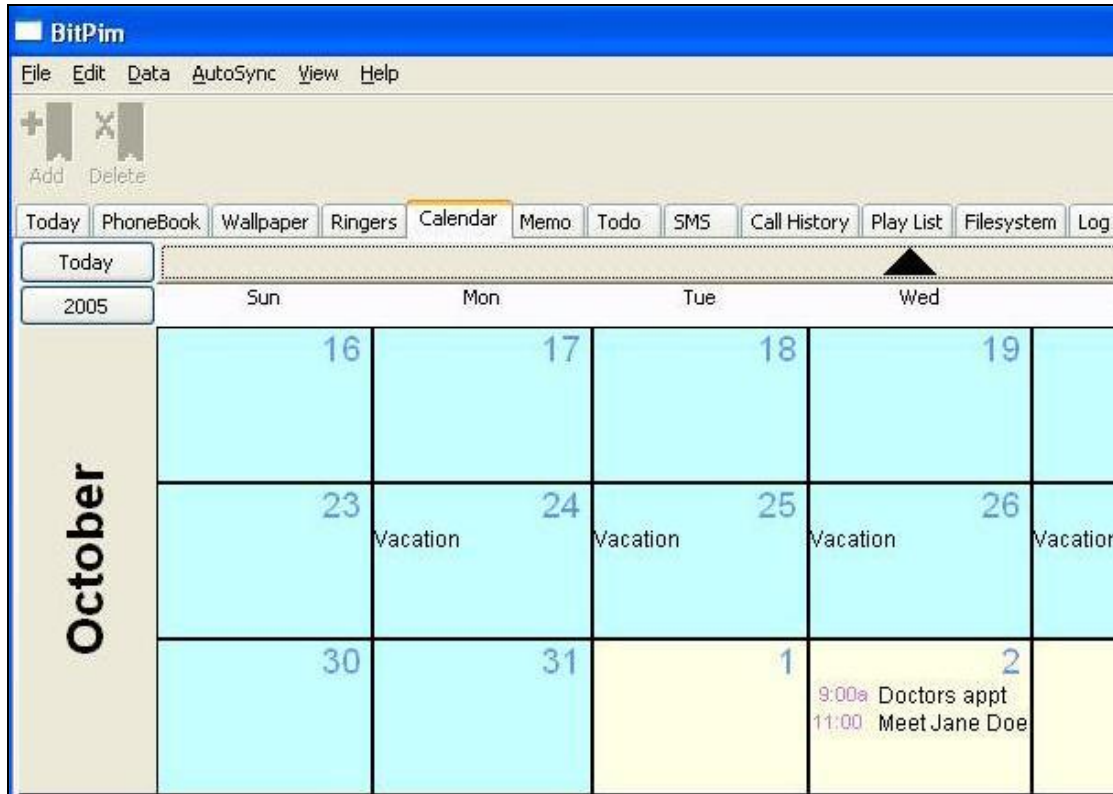 BitPim
File Edit Data AutoSync View Help
Add Delete
Today PhoneBook Wallpaper Ringers Calendar Memo Todo SMS Call History Play List Filesystem Log
Today
2005 Sun Mon Tue Wed
16 17 18 19
October
23 24 25 26
Vacation Vacation Vacation Vacation
30 31 1 2
9:00a Doctors appt
11:00 Meet Jane Doe